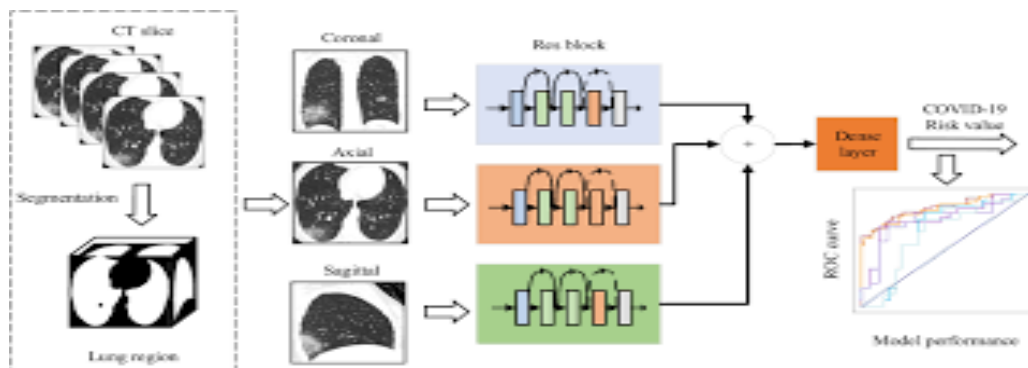 CT slice
Segmentation
Lung region
Coronal
Axial
Sagittal
Res block
+
Dense
layer
COVID-19
Risk value
ROC curve
Model performance